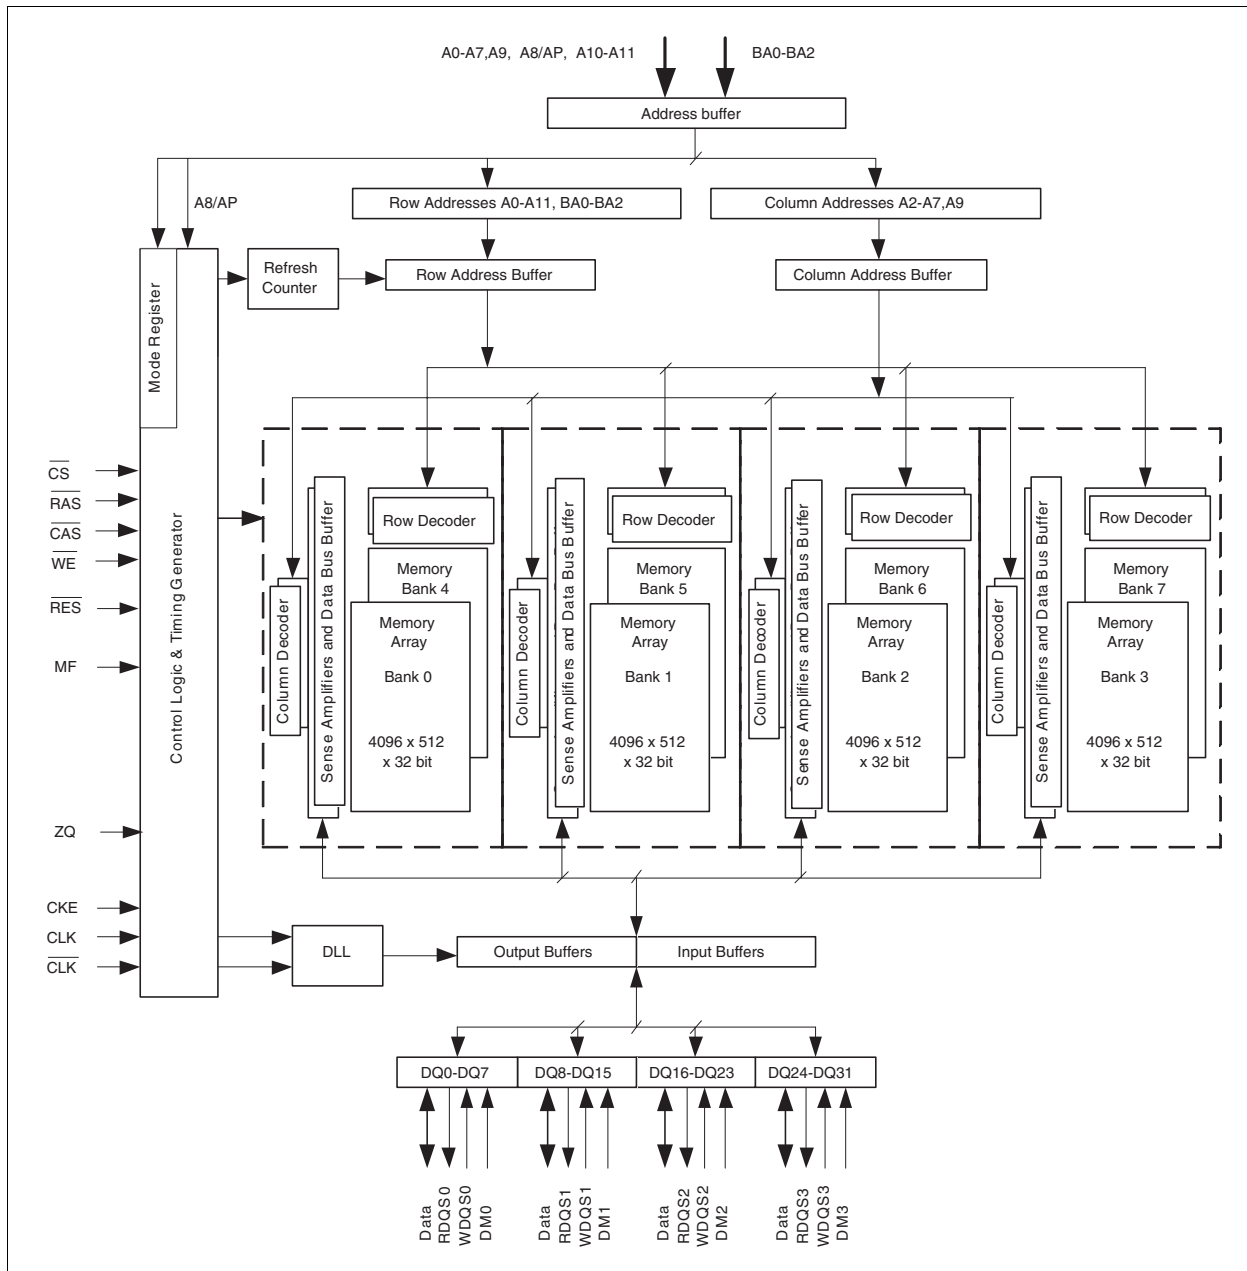 A0-A7,A9, A8/AP, A10-A11
BA0-BA2
Address buffer
A8/AP
Row Addresses A0-A11, BA0-BA2
Column Addresses A2-A7,A9
Mode Register
Refresh
Counter
Row Address Buffer
Column Address Buffer
CS
RAS
CAS
WE
RES
MF
ZQ
CKE
CLK
CLK
Control Logic & Timing Generator
Column Decoder
Sense Amplifiers and Data Bus Buffer
Row Decoder
Memory
Bank 4
Memory
Array
Bank 0
4096 x 512
x 32 bit
Column Decoder
Sense Amplifiers and Data Bus Buffer
Row Decoder
Memory
Bank 5
Memory
Array
Bank 1
4096 x 512
x 32 bit
Column Decoder
Sense Amplifiers and Data Bus Buffer
Row Decoder
Memory
Bank 6
Memory
Array
Bank 2
4096 x 512
x 32 bit
Column Decoder
Sense Amplifiers and Data Bus Buffer
Row Decoder
Memory
Bank 7
Memory
Array
Bank 3
4096 x 512
x 32 bit
DLL
Output Buffers
Input Buffers
DQ0-DQ7
DQ8-DQ15
DQ16-DQ23
DQ24-DQ31
Data
RDQS0
WDQS0
DM0
Data
RDQS1
WDQS1
DM1
Data
RDQS2
WDQS2
DM2
Data
RDQS3
WDQS3
DM3